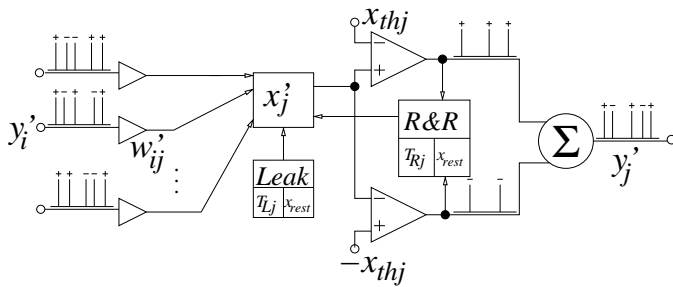 x_thj
+ -- ++
+ + +
y_i'
+-+ -+
w_ij'
⋮
++ --- +
x_j'
−
+
R&R
T_Rj x_rest
Leak
T_Lj x_rest
−
+
- -
−x_thj
Σ
+- +-+
y_j'